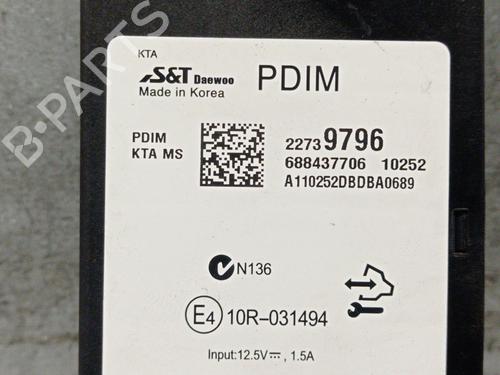 KTA
S&T Daewoo PDIM
Made in Korea
PDIM 22739796
KTA MS 688437706 10252
A110252DBDBA0689
N136
E4 10R-031494
Input:12.5V⎓, 1.5A
B-Parts